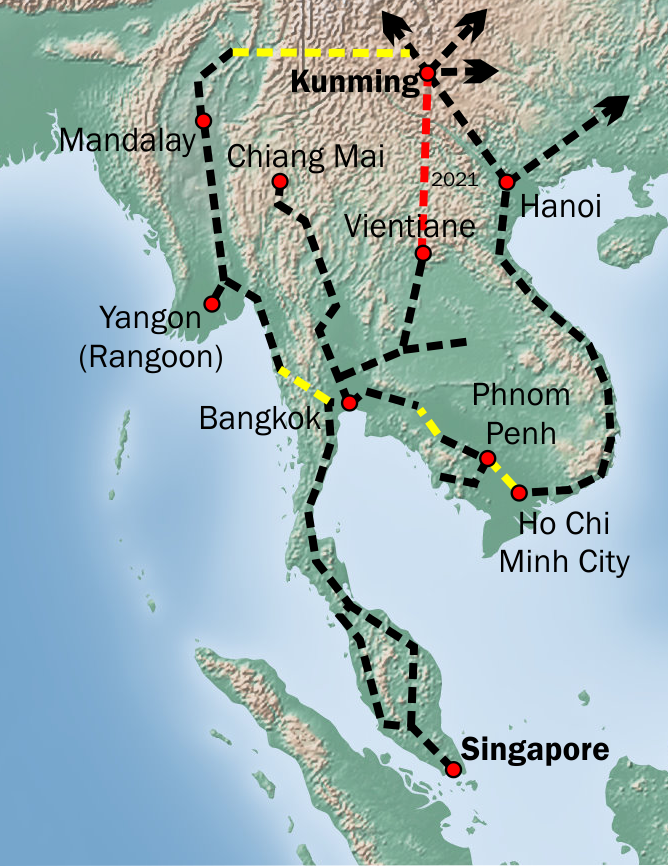 Kunming
Mandalay
Chiang Mai
2021
Hanoi
Vientiane
Yangon
(Rangoon)
Bangkok
Phnom
Penh
Ho Chi
Minh City
Singapore